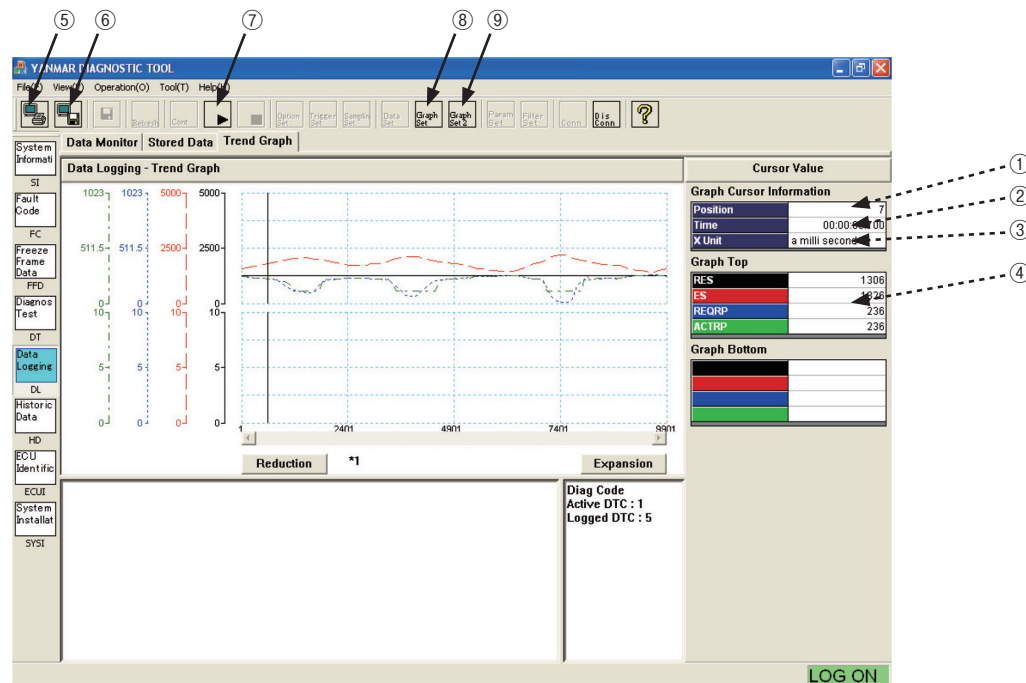 ⑤ ⑥ ⑦ ⑧ ⑨
YANMAR DIAGNOSTIC TOOL
File(F) View(V) Operation(O) Tool(T) Help(H)
Refresh Cont. Option Set Trigger Set Samplin Set Data Set Graph Set Graph Set 2 Param Set Filter Set Conn. Dis Conn ?
Data Monitor Stored Data Trend Graph
System Informati
SI
Fault Code
FC
Freeze Frame Data
FFD
Diagnos Test
DT
Data Logging
DL
Historic Data
HD
ECU Identific
ECUI
System Installat
SYSI
Data Logging - Trend Graph
1023 1023 5000 5000
511.5 511.5 2500 2500
0 0 0 0
10 10 10 10
5 5 5 5
0 0 0 0
1 2401 4901 7401 9901
Reduction *1 Expansion
Diag Code
Active DTC : 1
Logged DTC : 5
Cursor Value
Graph Cursor Information
Position 7 ①
Time ②
X Unit a milli second ③
Graph Top
RES 1306 ④
ES
REQRP 236
ACTRP 236
Graph Bottom
LOG ON